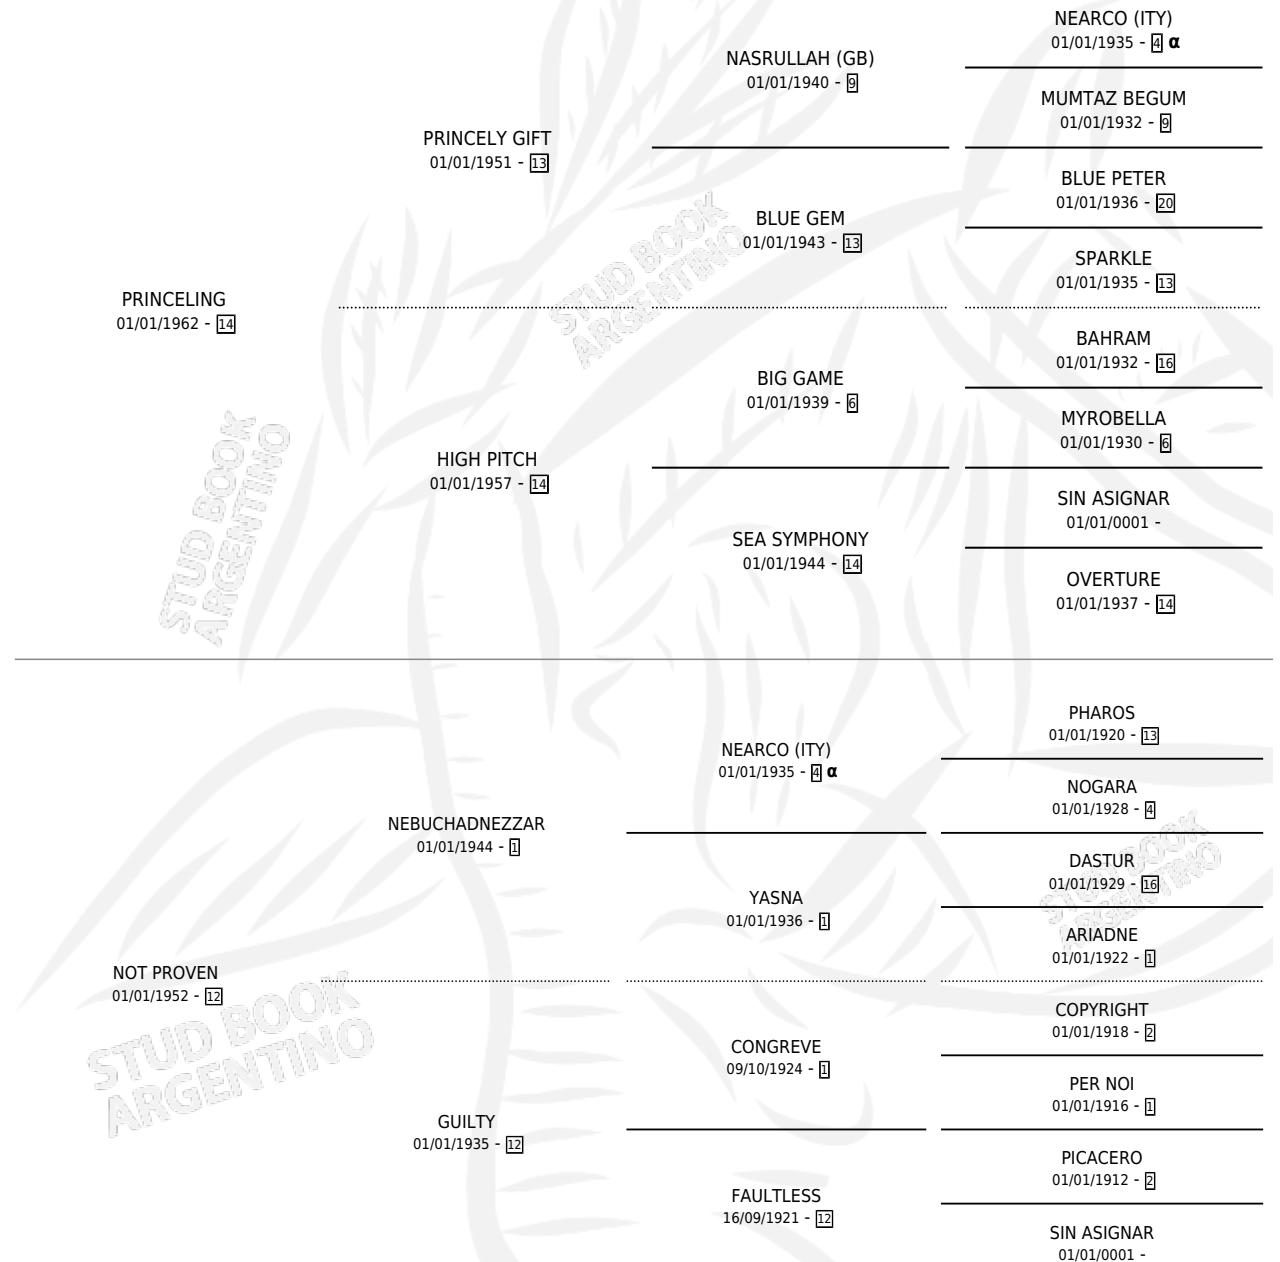 NEARCO (ITY)
01/01/1935 - 4 α
NASRULLAH (GB)
01/01/1940 - 9
MUMTAZ BEGUM
01/01/1932 - 9
PRINCELY GIFT
01/01/1951 - 13
BLUE PETER
01/01/1936 - 20
BLUE GEM
01/01/1943 - 13
SPARKLE
01/01/1935 - 13
STUD BOOK
ARGENTINO
PRINCELING
01/01/1962 - 14
BAHRAM
01/01/1932 - 16
BIG GAME
01/01/1939 - 6
MYROBELLA
01/01/1930 - 6
HIGH PITCH
01/01/1957 - 14
STUD BOOK
ARGENTINO
SIN ASIGNAR
01/01/0001 -
SEA SYMPHONY
01/01/1944 - 14
OVERTURE
01/01/1937 - 14
PHAROS
01/01/1920 - 13
NEARCO (ITY)
01/01/1935 - 4 α
NOGARA
01/01/1928 - 4
NEBUCHADNEZZAR
01/01/1944 - 1
DASTUR
01/01/1929 - 16
YASNA
01/01/1936 - 1
STUD BOOK
ARGENTINO
ARIADNE
01/01/1922 - 1
NOT PROVEN
01/01/1952 - 12
STUD BOOK
ARGENTINO
COPYRIGHT
01/01/1918 - 2
CONGREVE
09/10/1924 - 1
PER NOI
01/01/1916 - 1
GUILTY
01/01/1935 - 12
PICACERO
01/01/1912 - 2
FAULTLESS
16/09/1921 - 12
SIN ASIGNAR
01/01/0001 -